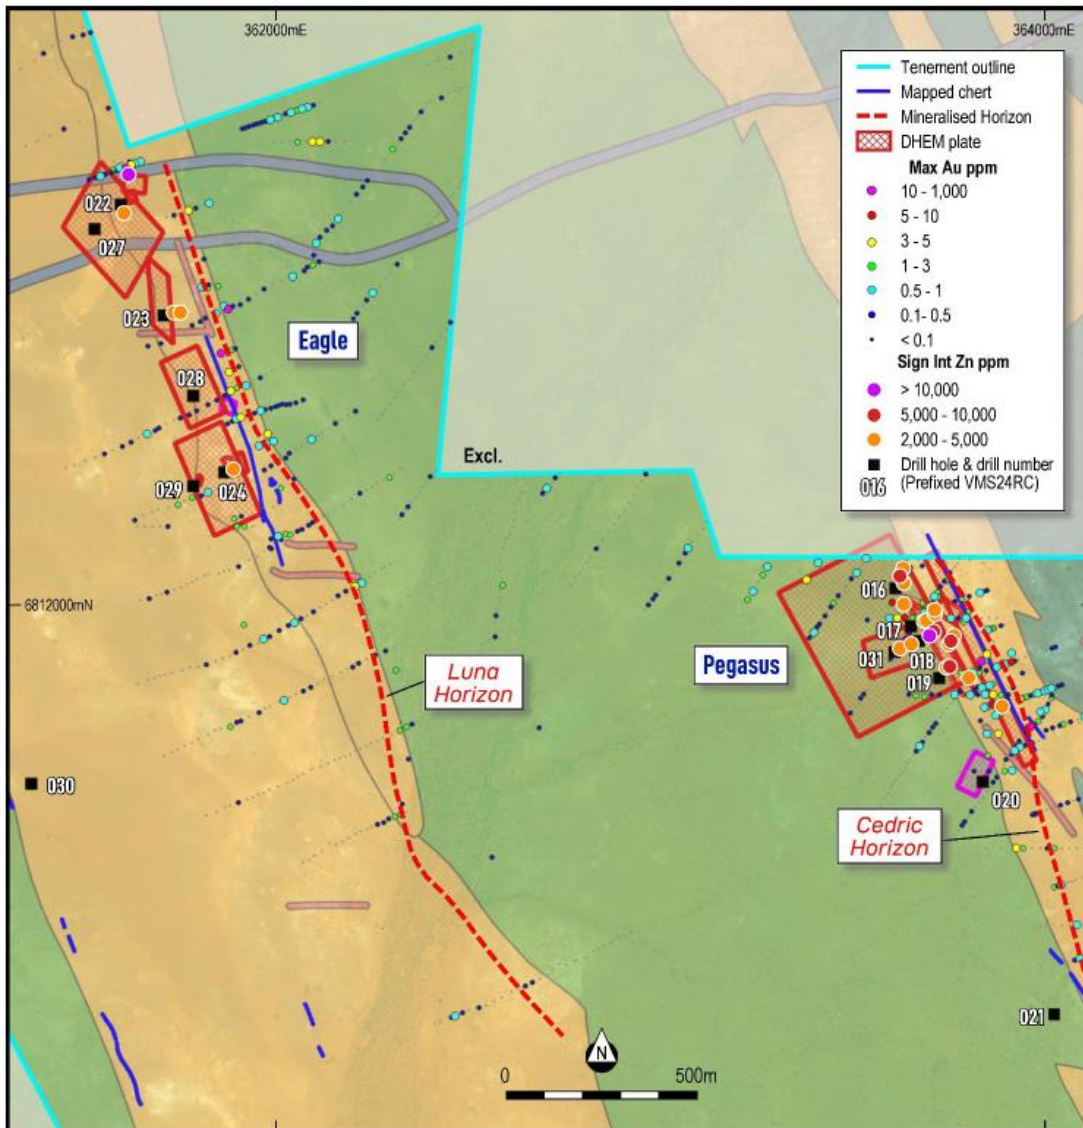 362000mE
364000mE
Tenement outline
Mapped chert
Mineralised Horizon
DHEM plate
Max Au ppm
10 - 1,000
5 - 10
3 - 5
1 - 3
0.5 - 1
0.1- 0.5
< 0.1
Sign Int Zn ppm
> 10,000
5,000 - 10,000
2,000 - 5,000
Drill hole & drill number
016 (Prefixed VMS24RC)
022
027
023
Eagle
028
Excl.
029
024
6812000mN
016
017
031
018
019
Pegasus
Luna
Horizon
030
020
Cedric
Horizon
021
N
0
500m